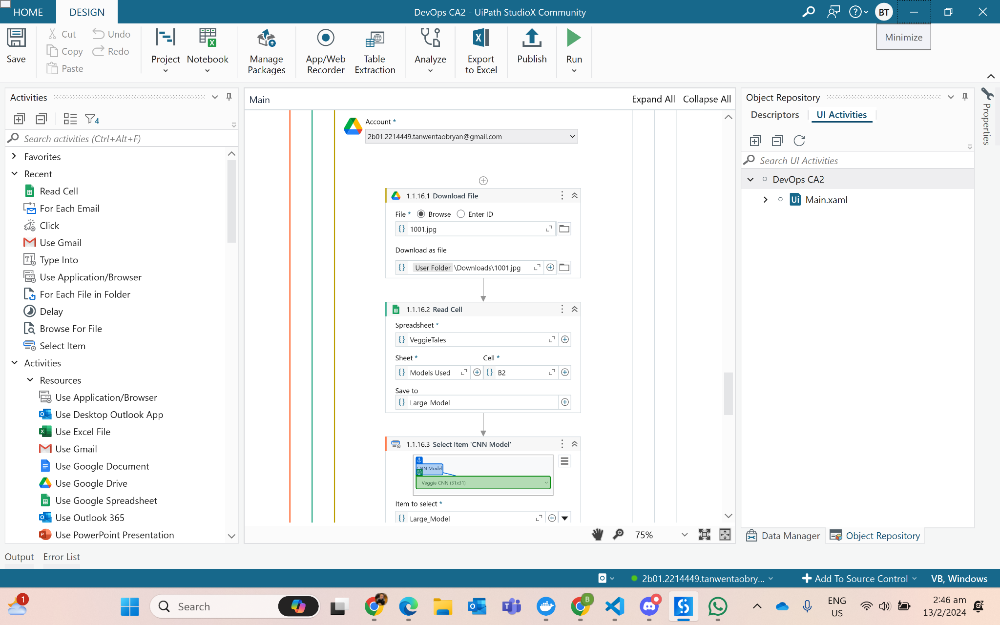 HOME
DESIGN
DevOps CA2 - UiPath StudioX Community
BT
Minimize
Save
Cut
Copy
Paste
Undo
Redo
Project
Notebook
Manage
Packages
App/Web
Recorder
Table
Extraction
Analyze
Export
to Excel
Publish
Run
Activities
4
Search activities (Ctrl+Alt+F)
Favorites
Recent
Read Cell
For Each Email
Click
Use Gmail
Type Into
Use Application/Browser
For Each File in Folder
Delay
Browse For File
Select Item
Activities
Resources
Use Application/Browser
Use Desktop Outlook App
Use Excel File
Use Gmail
Use Google Document
Use Google Drive
Use Google Spreadsheet
Use Outlook 365
Use PowerPoint Presentation
Main
Expand All
Collapse All
Account *
2b01.2214449.tanwentaobryan@gmail.com
1.1.16.1 Download File
File * Browse Enter ID
{} 1001.jpg
Download as file
{} User Folder \Downloads\1001.jpg
1.1.16.2 Read Cell
Spreadsheet *
{} VeggieTales
Sheet * Cell *
{} Models Used {} B2
Save to
{} Large_Model
1.1.16.3 Select Item 'CNN Model'
CNN Model
Veggie CNN (31x31)
Item to select *
{} Large_Model
75%
Object Repository
Descriptors
UI Activities
Search UI Activities
DevOps CA2
Ui Main.xaml
Properties
Data Manager
Object Repository
Output
Error List
2b01.2214449.tanwentaobry...
Add To Source Control
VB, Windows
1
Search
B
ENG
US
2:46 am
13/2/2024